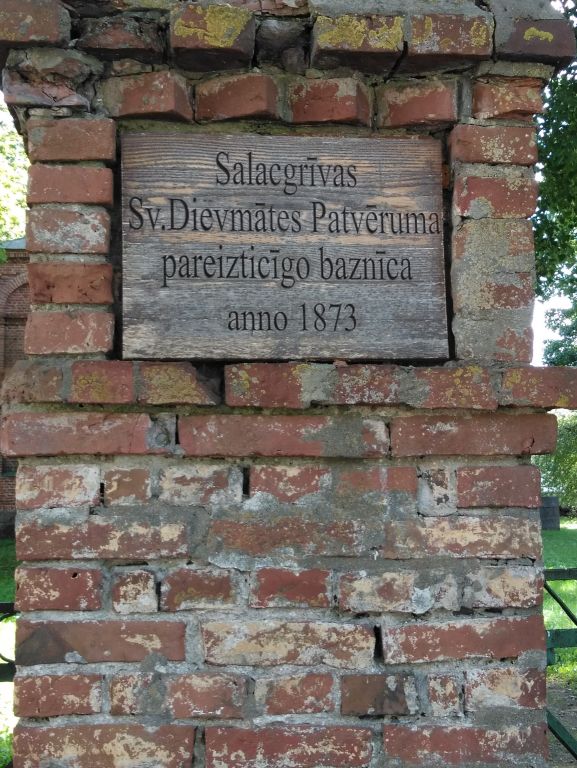 Salacgrīvas
Sv.Dievmātes Patvēruma
pareizticīgo baznīca
anno 1873